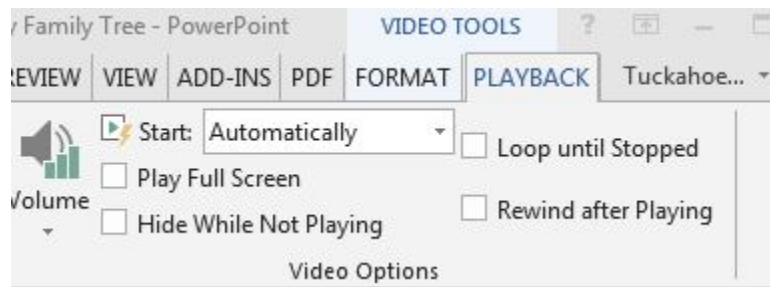 y Family Tree - PowerPoint VIDEO TOOLS ?
REVIEW VIEW ADD-INS PDF FORMAT PLAYBACK Tuckahoe...
Start: Automatically Loop until Stopped
Play Full Screen
Volume Rewind after Playing
Hide While Not Playing
Video Options